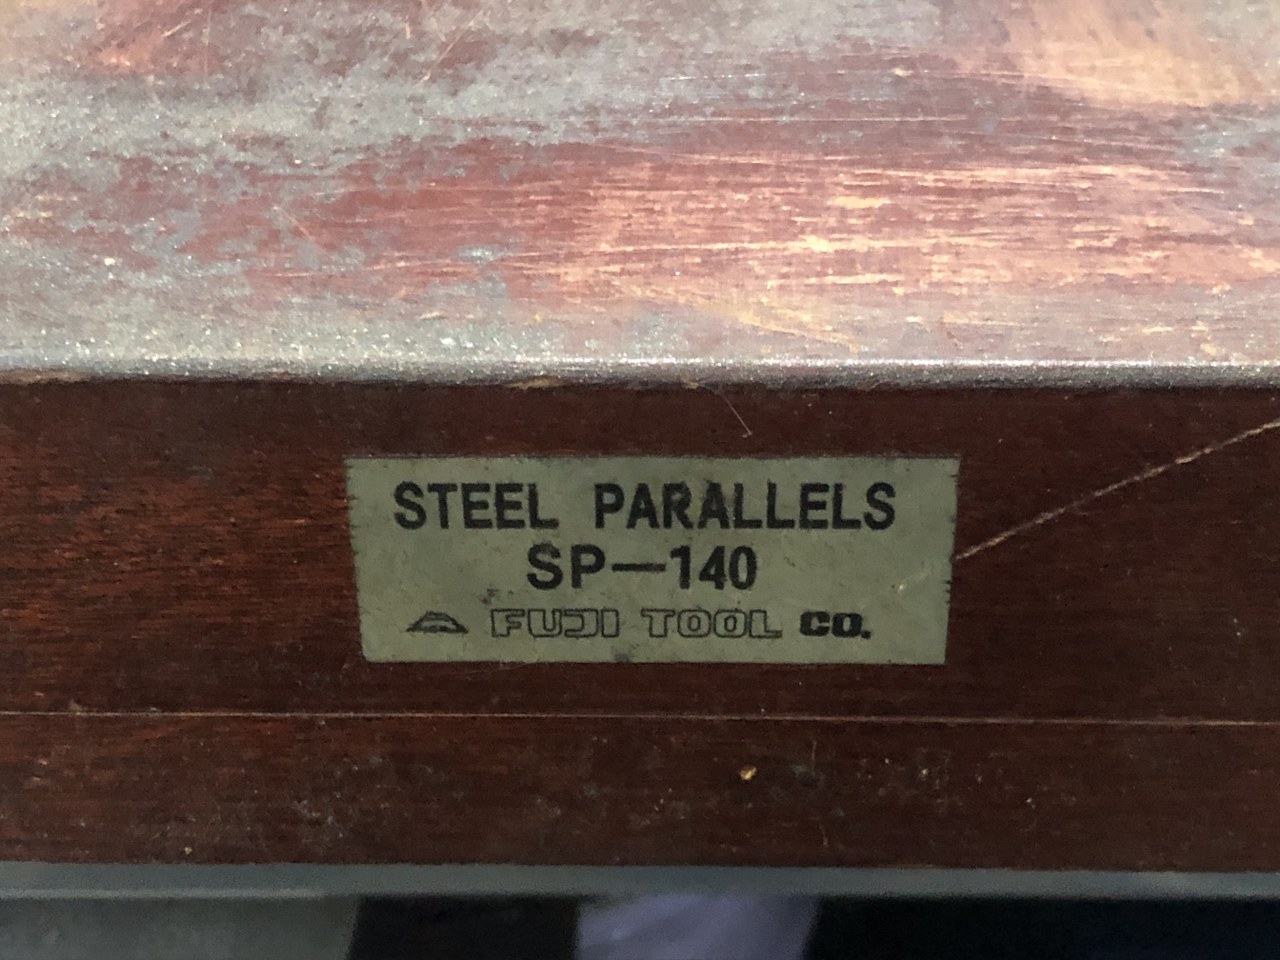 STEEL PARALLELS
SP—140
FUJI TOOL CO.